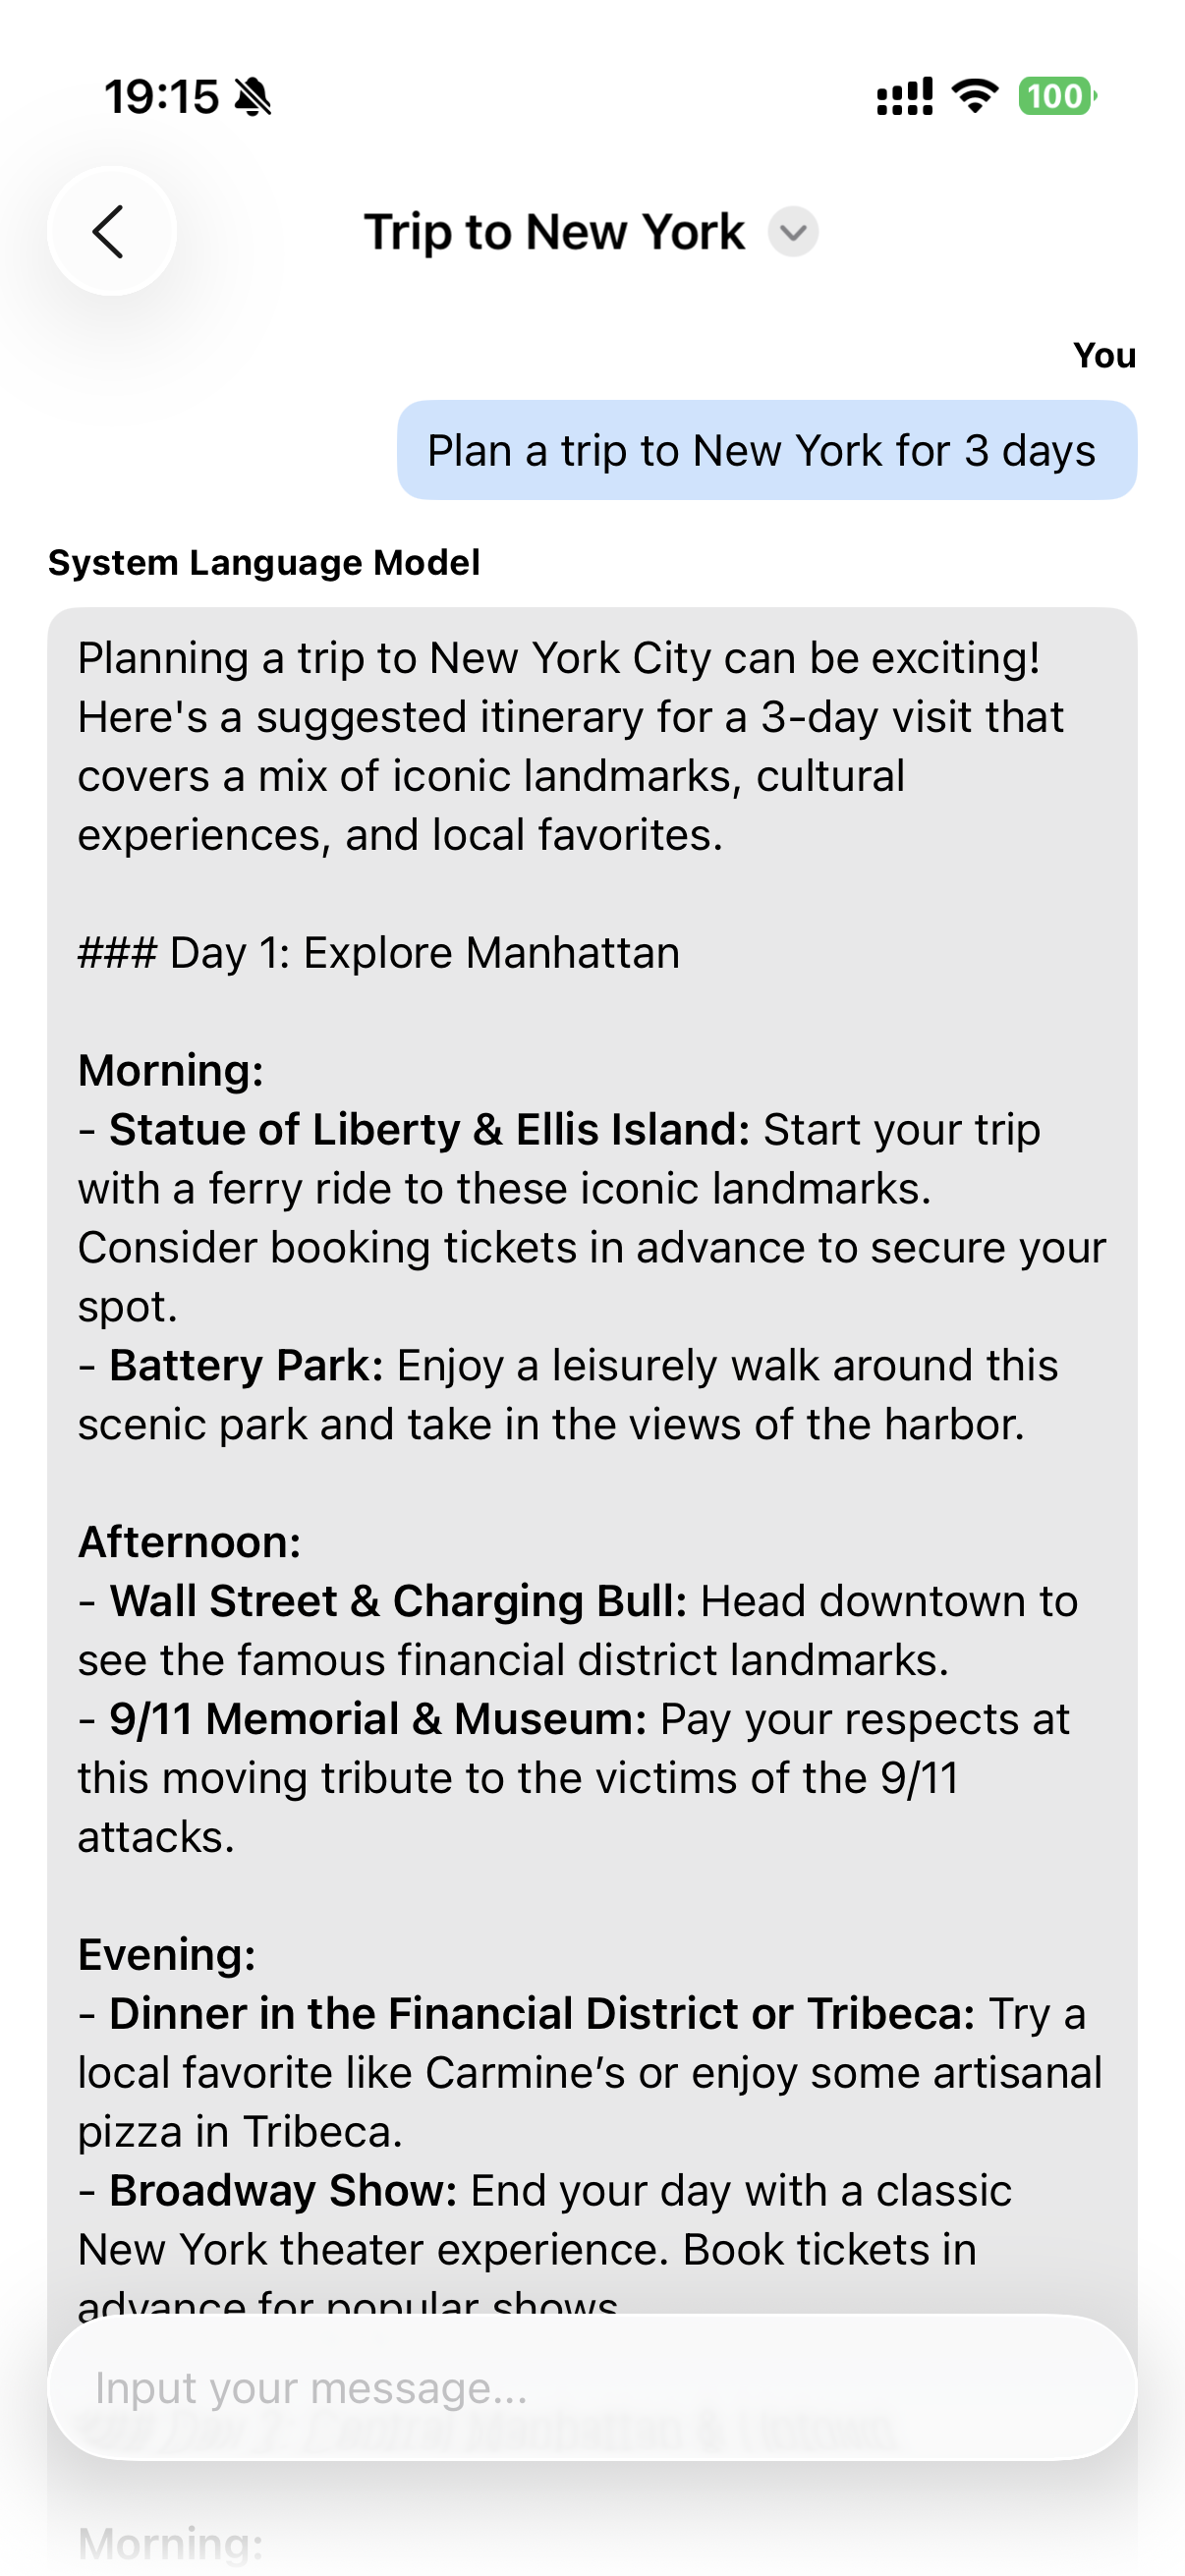 19:15
100
Trip to New York
You
Plan a trip to New York for 3 days
System Language Model
Planning a trip to New York City can be exciting!
Here's a suggested itinerary for a 3-day visit that
covers a mix of iconic landmarks, cultural
experiences, and local favorites.
### Day 1: Explore Manhattan
Morning:
- Statue of Liberty & Ellis Island: Start your trip
with a ferry ride to these iconic landmarks.
Consider booking tickets in advance to secure your
spot.
- Battery Park: Enjoy a leisurely walk around this
scenic park and take in the views of the harbor.
Afternoon:
- Wall Street & Charging Bull: Head downtown to
see the famous financial district landmarks.
- 9/11 Memorial & Museum: Pay your respects at
this moving tribute to the victims of the 9/11
attacks.
Evening:
- Dinner in the Financial District or Tribeca: Try a
local favorite like Carmine’s or enjoy some artisanal
pizza in Tribeca.
- Broadway Show: End your day with a classic
New York theater experience. Book tickets in
advance for popular shows
Input your message...
### Day 2: Central Manhattan & Uptown
Morning: